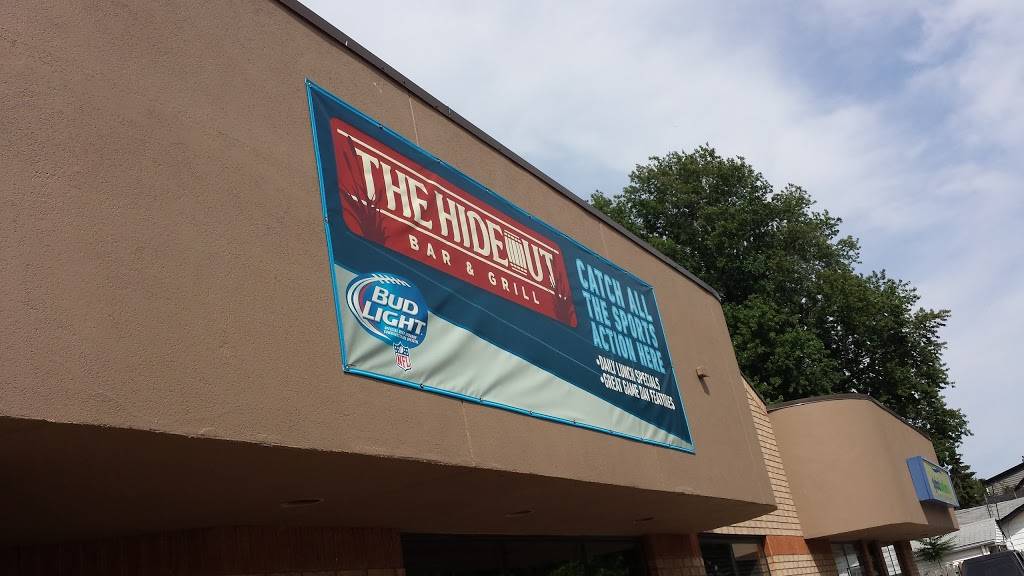 THE HIDEOUT
BAR & GRILL
CATCH ALL
THE SPORTS
ACTION HERE
•DAILY LUNCH SPECIALS
•GREAT GAME DAY FEATURES
BUD
LIGHT
NFL